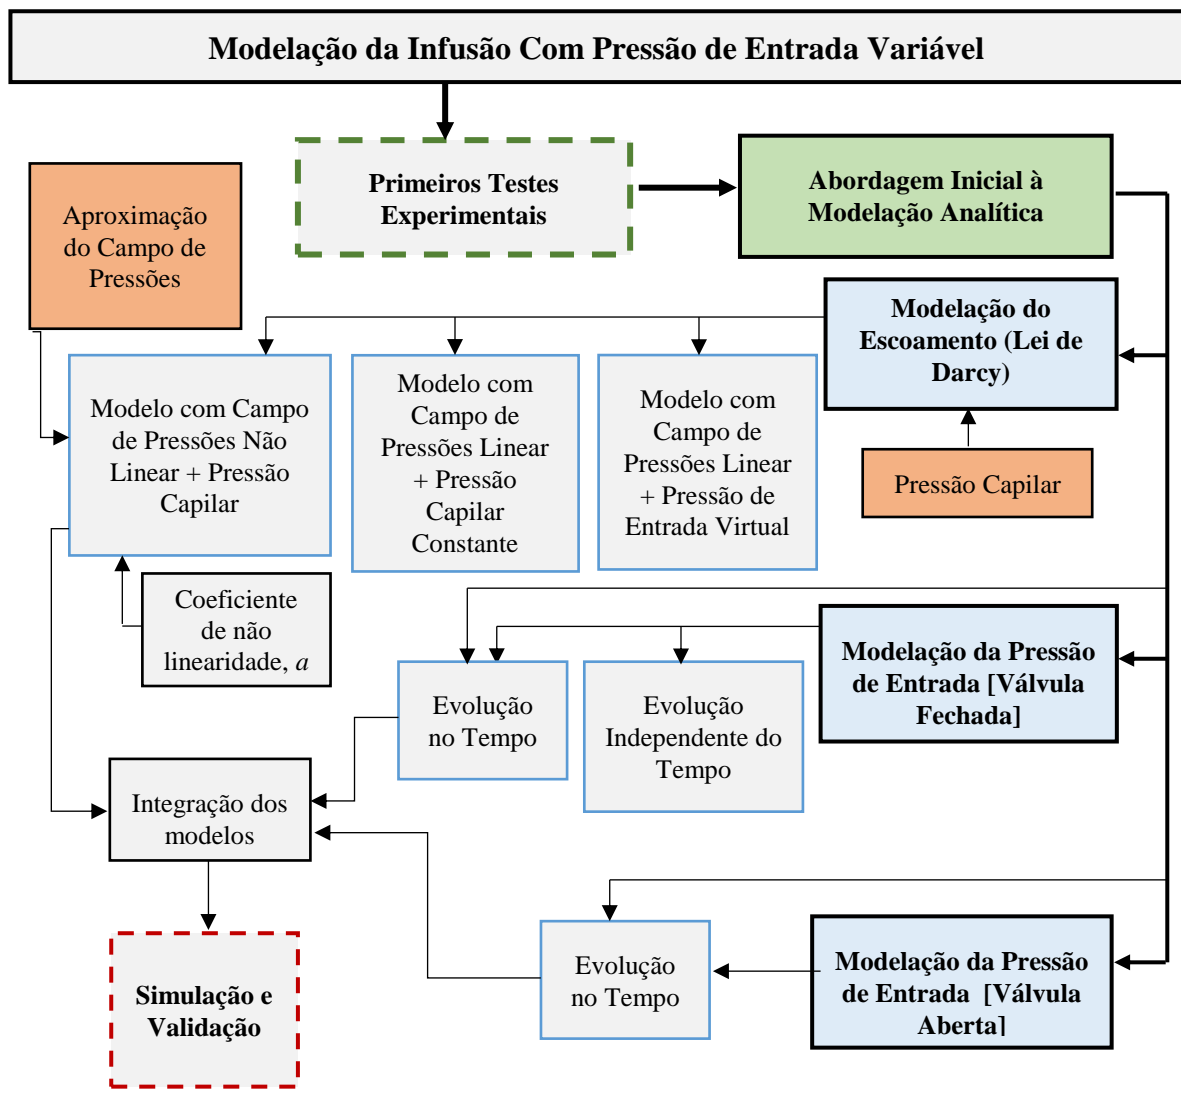 Modelação da Infusão Com Pressão de Entrada Variável
Primeiros Testes
Experimentais
Abordagem Inicial à
Modelação Analítica
Aproximação
do Campo de
Pressões
Modelação do
Escoamento (Lei de
Darcy)
Modelo com Campo
de Pressões Não
Linear + Pressão
Capilar
Modelo com
Campo de
Pressões Linear
+ Pressão
Capilar
Constante
Modelo com
Campo de
Pressões Linear
+ Pressão de
Entrada Virtual
Pressão Capilar
Coeficiente
de não
linearidade, a
Modelação da Pressão
de Entrada [Válvula
Fechada]
Evolução
no Tempo
Evolução
Independente do
Tempo
Integração dos
modelos
Evolução
no Tempo
Modelação da Pressão
de Entrada [Válvula
Aberta]
Simulação e
Validação